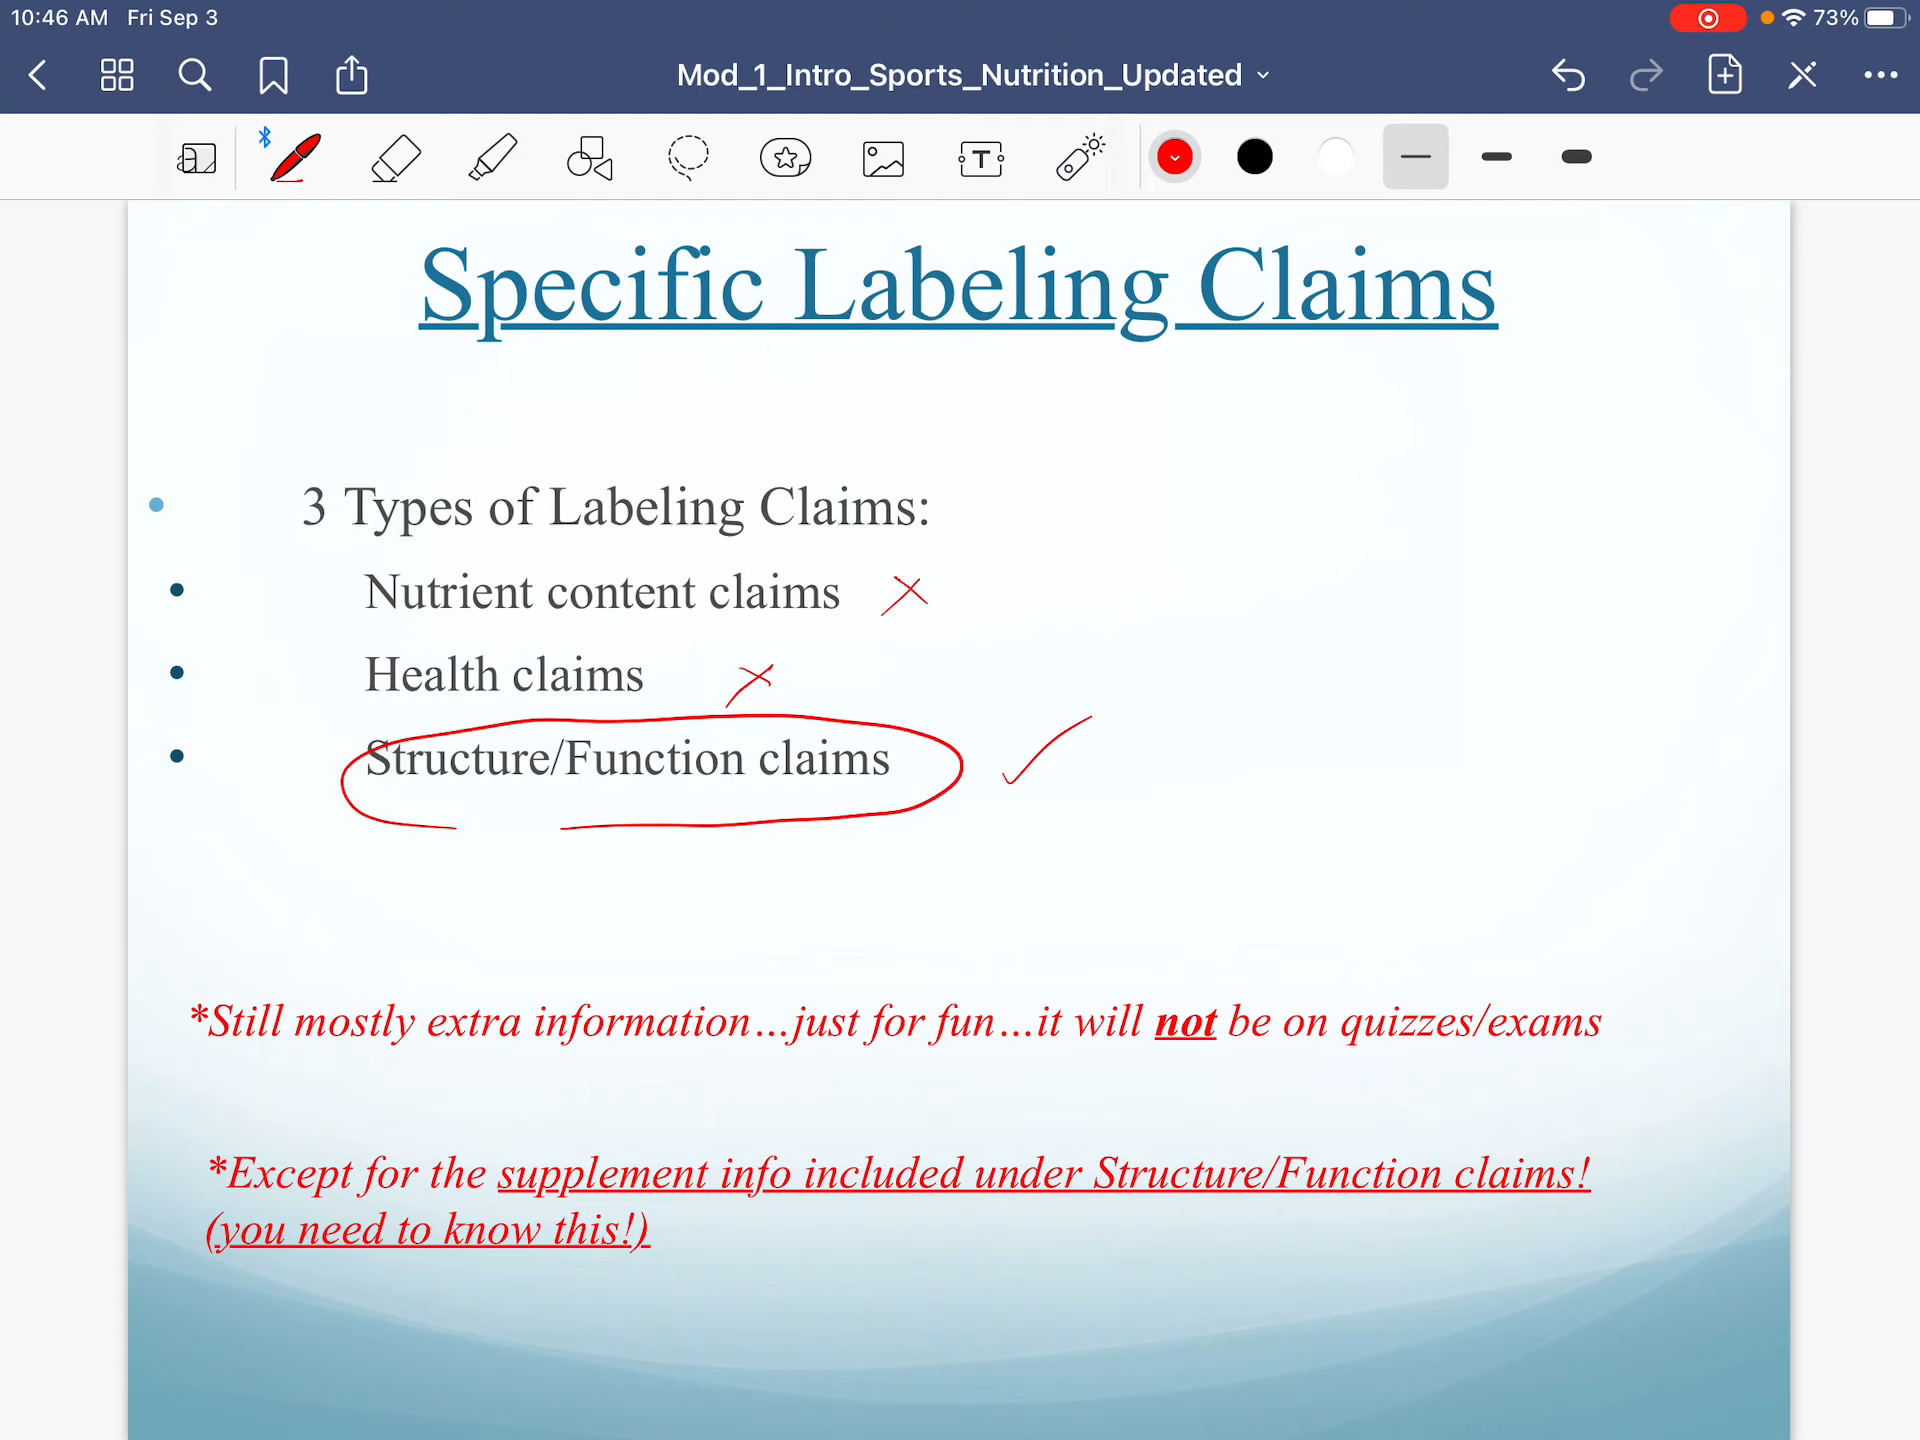 10:46 AM Fri Sep 3
73%
Mod_1_Intro_Sports_Nutrition_Updated
Specific Labeling Claims
• 3 Types of Labeling Claims:
• Nutrient content claims
• Health claims
• Structure/Function claims
*Still mostly extra information…just for fun…it will not be on quizzes/exams
*Except for the supplement info included under Structure/Function claims!
(you need to know this!)